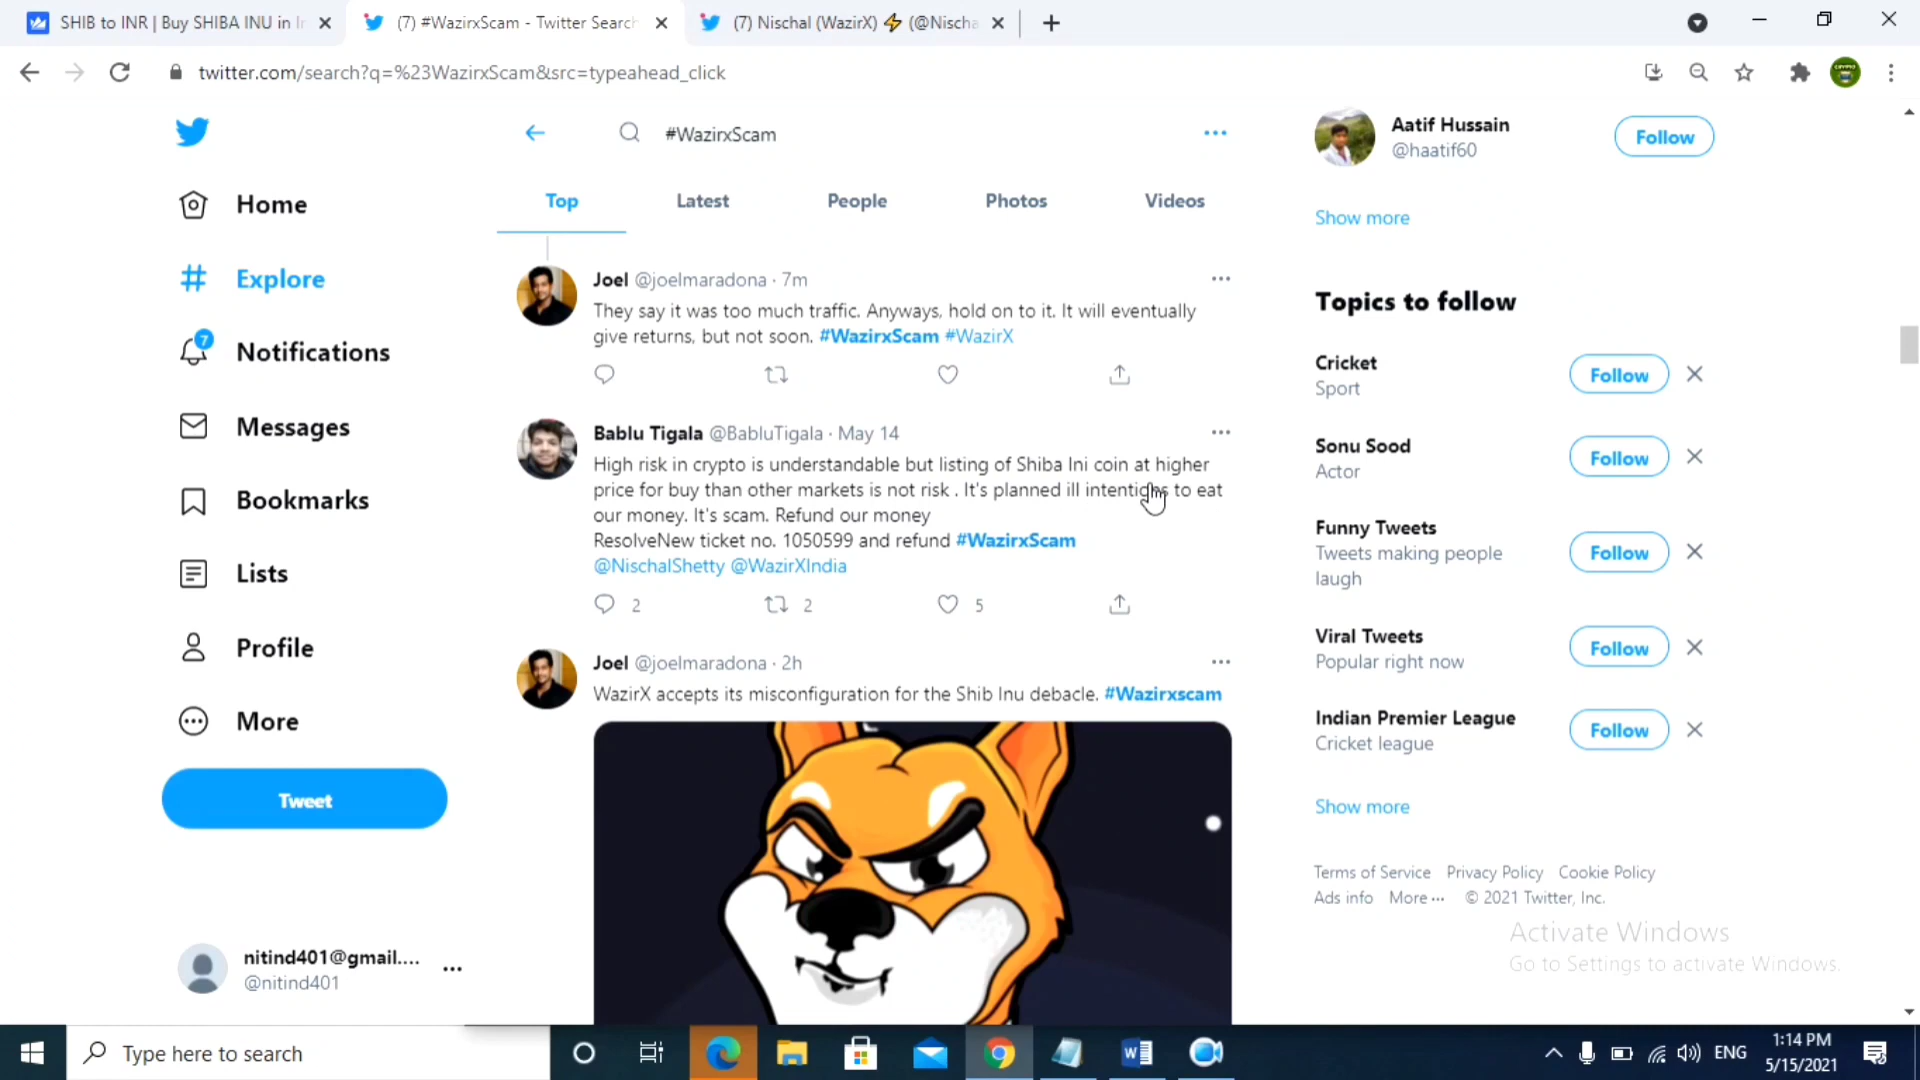 SHIB to INR | Buy SHIBA INU in I
(7) #WazirxScam - Twitter Search
(7) Nischal (WazirX) ⚡ (@Nischa
twitter.com/search?q=%23WazirxScam&src=typeahead_click
#WazirxScam
Top
Latest
People
Photos
Videos
Home
Explore
7
Notifications
Messages
Bookmarks
Lists
Profile
More
Tweet
nitind401@gmail....
@nitind401
Joel @joelmaradona · 7m
They say it was too much traffic. Anyways, hold on to it. It will eventually
give returns, but not soon. #WazirxScam #WazirX
Bablu Tigala @BabluTigala · May 14
High risk in crypto is understandable but listing of Shiba Ini coin at higher
price for buy than other markets is not risk . It's planned ill intentions to eat
our money. It's scam. Refund our money
ResolveNew ticket no. 1050599 and refund #WazirxScam
@NischalShetty @WazirXIndia
2
2
5
Joel @joelmaradona · 2h
WazirX accepts its misconfiguration for the Shib Inu debacle. #Wazirxscam
Aatif Hussain
@haatif60
Follow
Show more
Topics to follow
Cricket
Sport
Follow
Sonu Sood
Actor
Follow
Funny Tweets
Tweets making people
laugh
Follow
Viral Tweets
Popular right now
Follow
Indian Premier League
Cricket league
Follow
Show more
Terms of Service Privacy Policy Cookie Policy
Ads info More ··· © 2021 Twitter, Inc.
Activate Windows
Go to Settings to activate Windows.
Type here to search
ENG
1:14 PM
5/15/2021